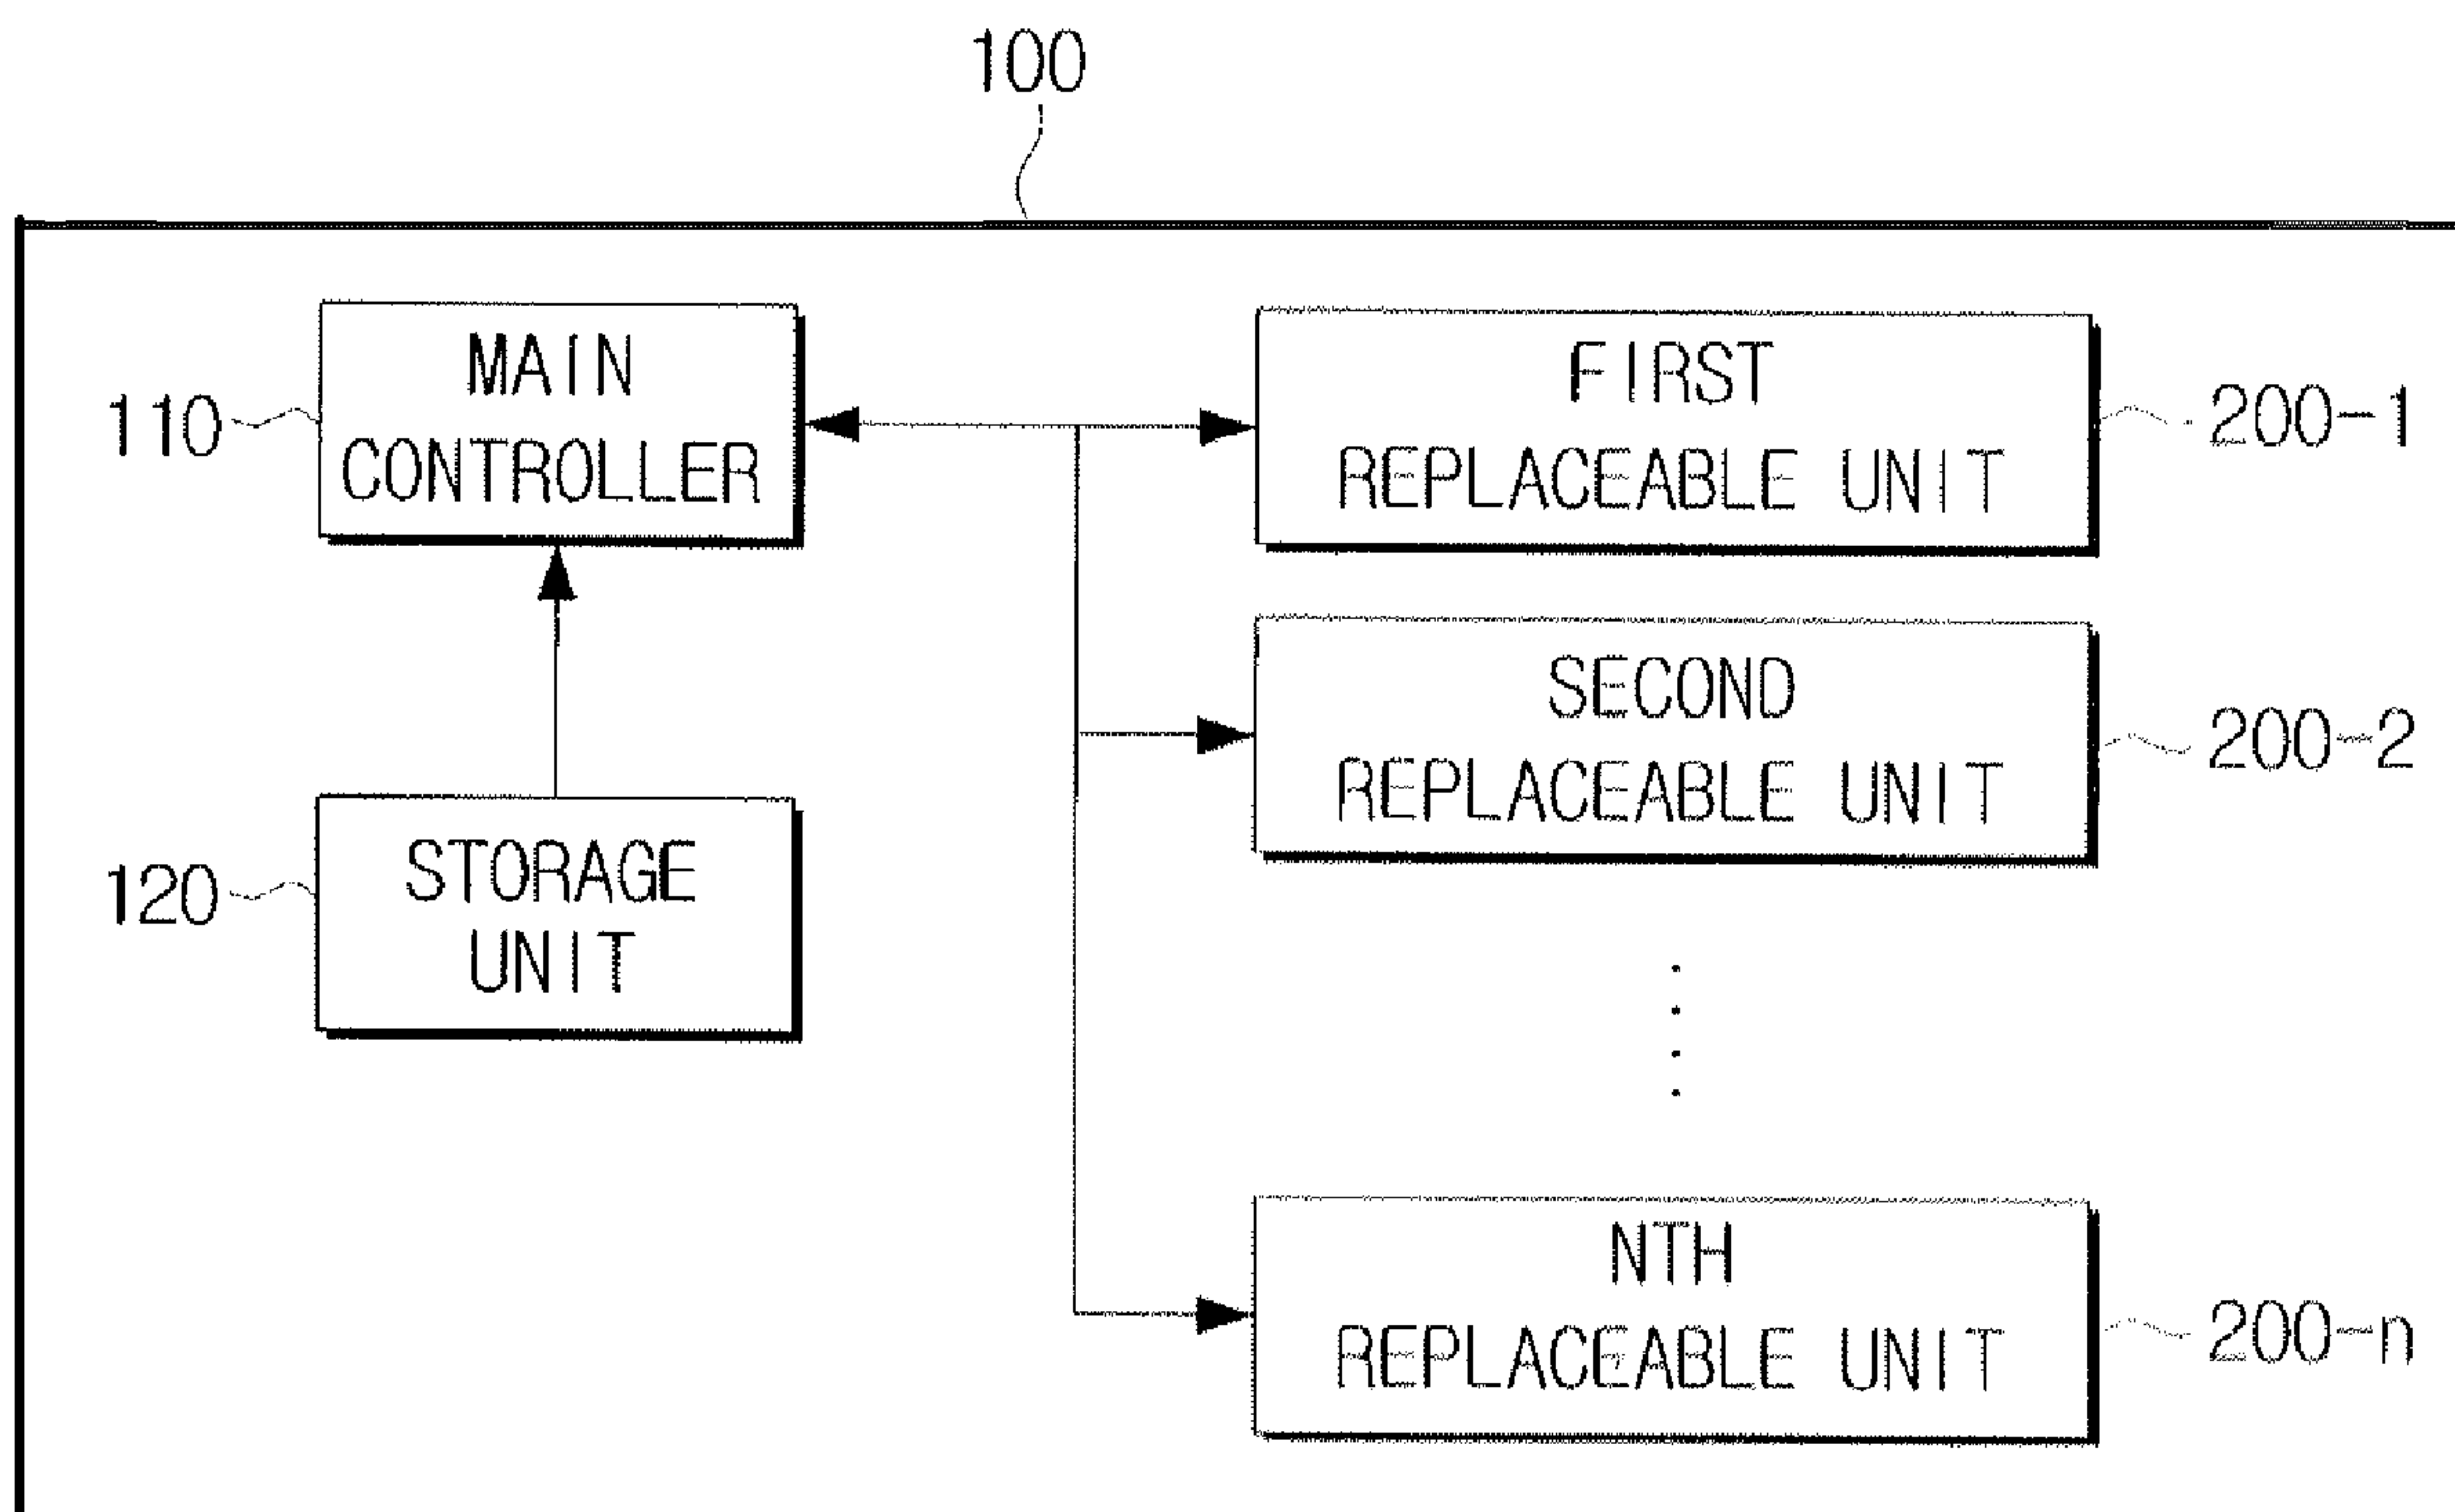 100
110
MAIN
CONTROLLER
FIRST
REPLACEABLE UNIT
200-1
SECOND
REPLACEABLE UNIT
200-2
120
STORAGE
UNIT
NTH
REPLACEABLE UNIT
200-n